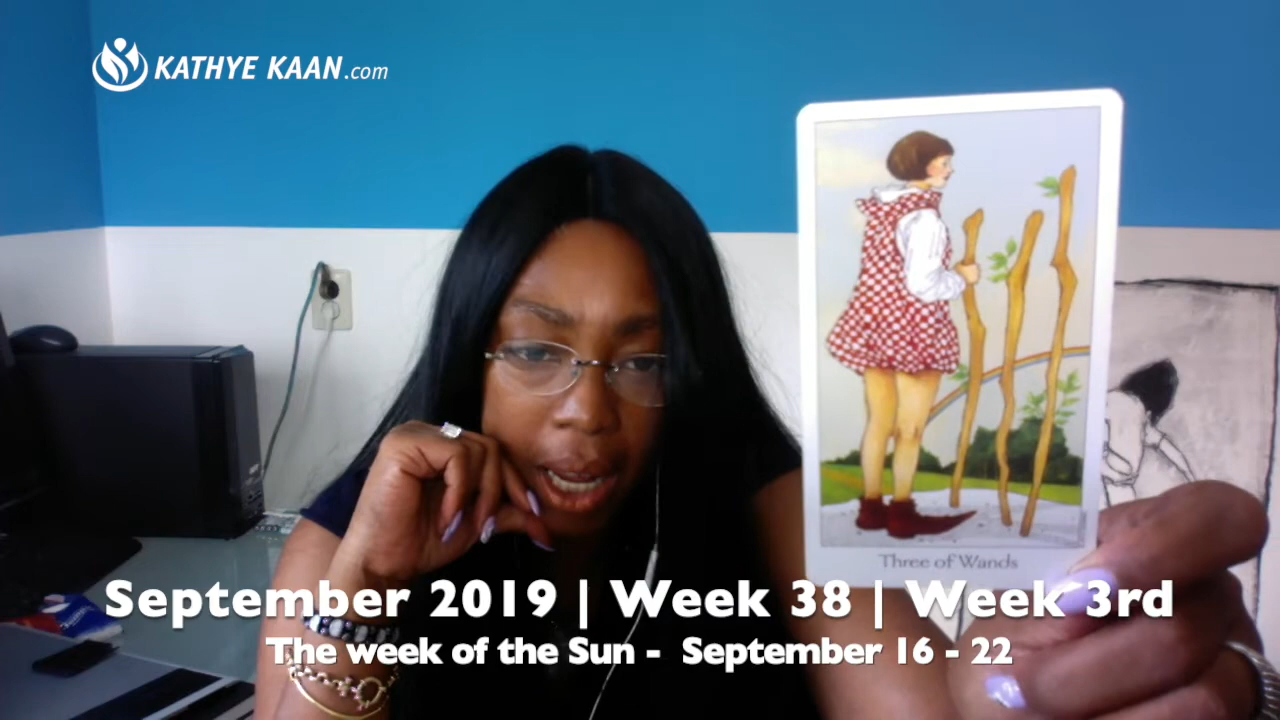 KATHYE KAAN.com
Three of Wands
September 2019 | Week 38 | Week 3rd
The week of the Sun - September 16 - 22